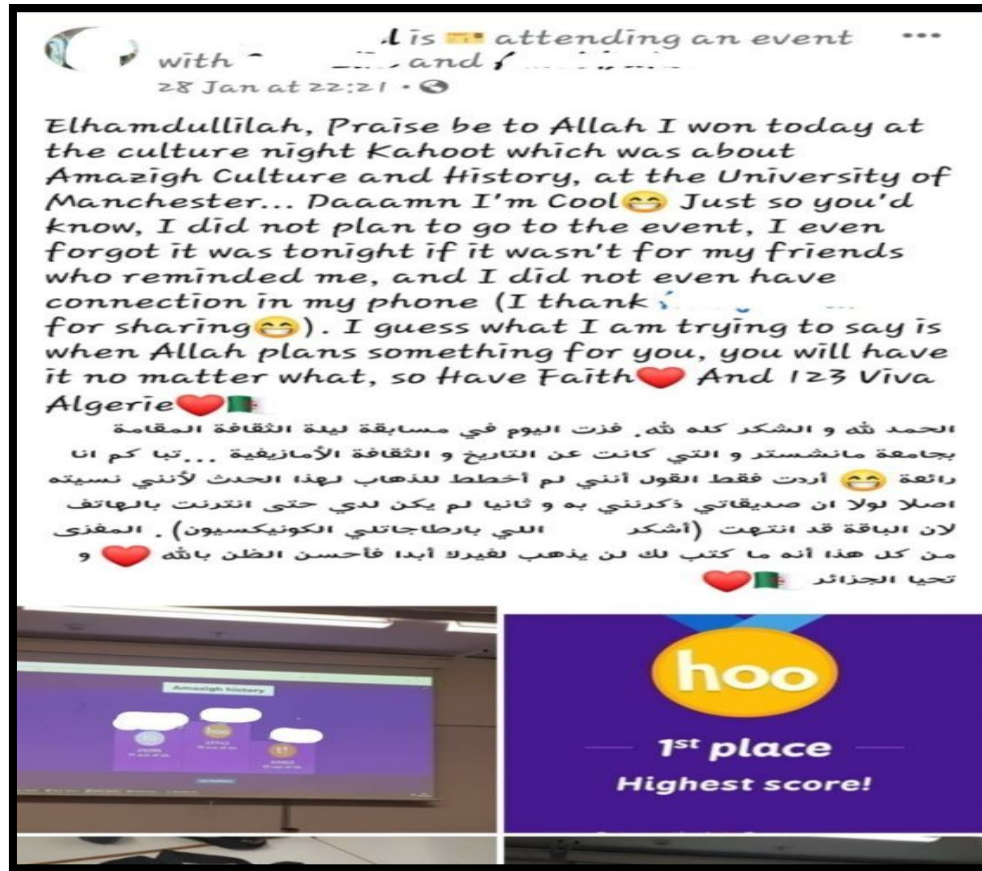 is 🎫 attending an event
with and
28 Jan at 22:21 •
Elhamdullilah, Praise be to Allah I won today at
the culture night Kahoot which was about
Amazigh Culture and History, at the University of
Manchester... Daaamn I'm Cool😁 Just so you'd
know, I did not plan to go to the event, I even
forgot it was tonight if it wasn't for my friends
who reminded me, and I did not even have
connection in my phone (I thank
for sharing😁). I guess what I am trying to say is
when Allah plans something for you, you will have
it no matter what, so Have Faith❤️ And 123 Viva
Algerie❤️🇩🇿
الحمد لله و الشكر كله لله. فزت اليوم في مسابقة ليلة الثقافة المقامة
بجامعة مانشستر و التي كانت عن التاريخ و الثقافة الأمازيغية ...تبا كم انا
رائعة 😁 أردت فقط القول أنني لم أخطط للذهاب لهذا الحدث لأنني نسيته
اصلا لولا ان صديقاتي ذكرنني به و ثانيا لم يكن لدي حتى انترنت بالهاتف
لان الباقة قد انتهت (أشكر اللي بارطاجاتلي الكونيكسيون) . المغزى
من كل هذا أنه ما كتب لك لن يذهب لغيرك أبدا فأحسن الظن بالله ❤️ و
تحيا الجزائر 🇩🇿❤️
Amazigh history
hoo
hoo
1st place
Highest score!